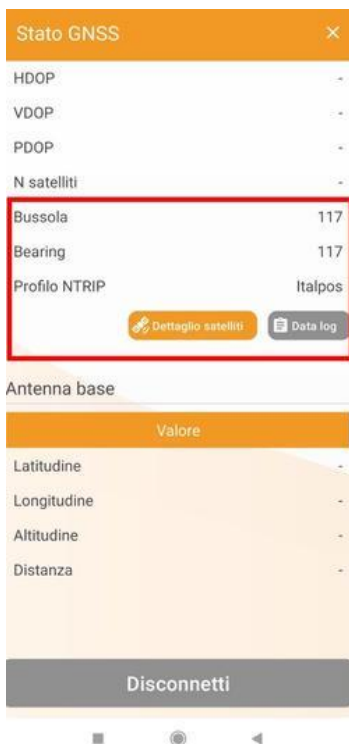 Stato GNSS ×
HDOP -
VDOP -
PDOP -
N satelliti -
Bussola 117
Bearing 117
Profilo NTRIP Italpos
Dettaglio satelliti Data log
Antenna base
Valore
Latitudine -
Longitudine -
Altitudine -
Distanza -
Disconnetti